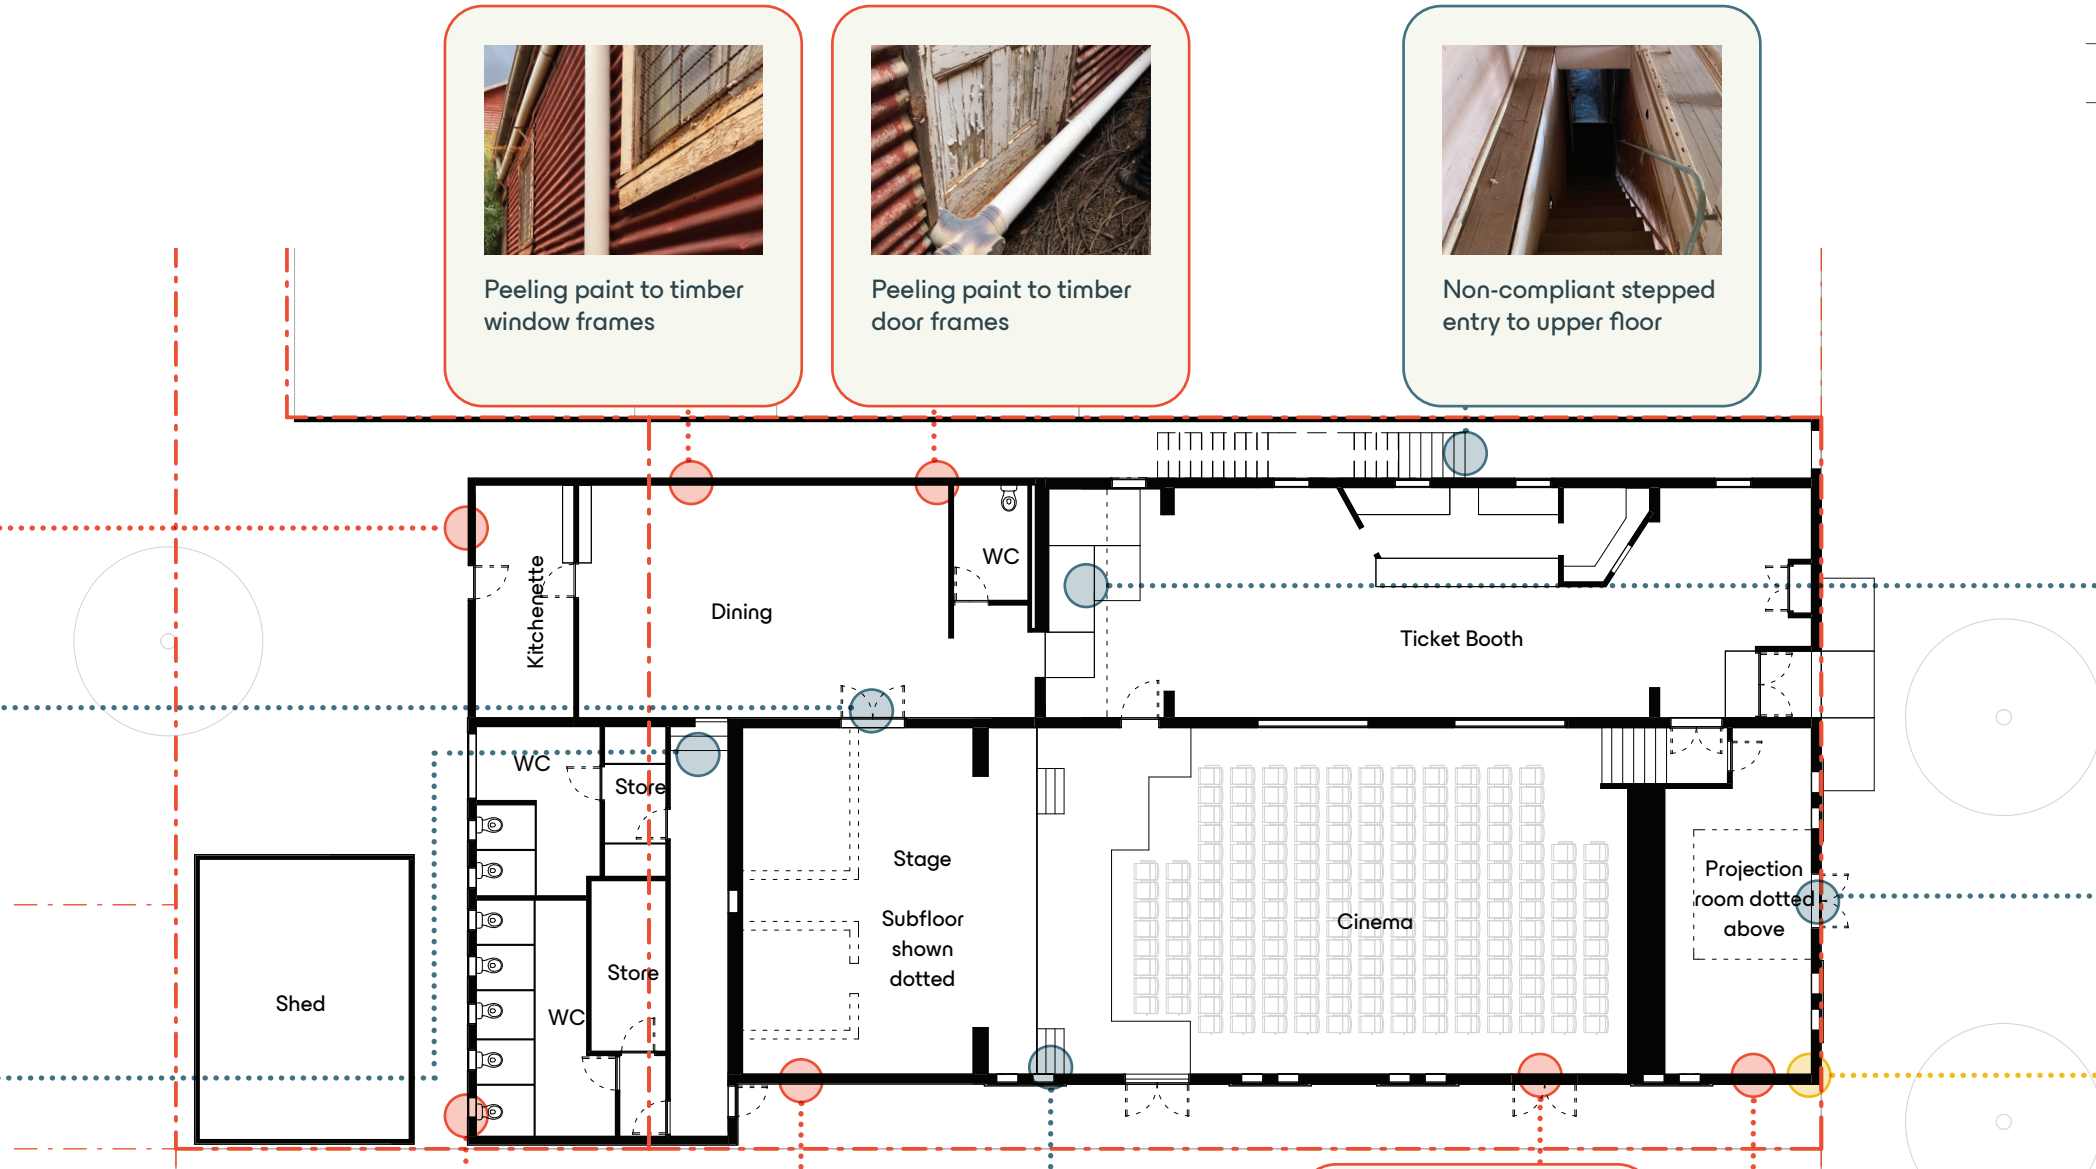 Peeling paint to timber
window frames
Peeling paint to timber
door frames
Non-compliant stepped
entry to upper floor
Kitchenette
Dining
WC
Ticket Booth
WC
Store
Stage
Subfloor
shown
dotted
Cinema
Projection
room dotted
above
Store
WC
Shed